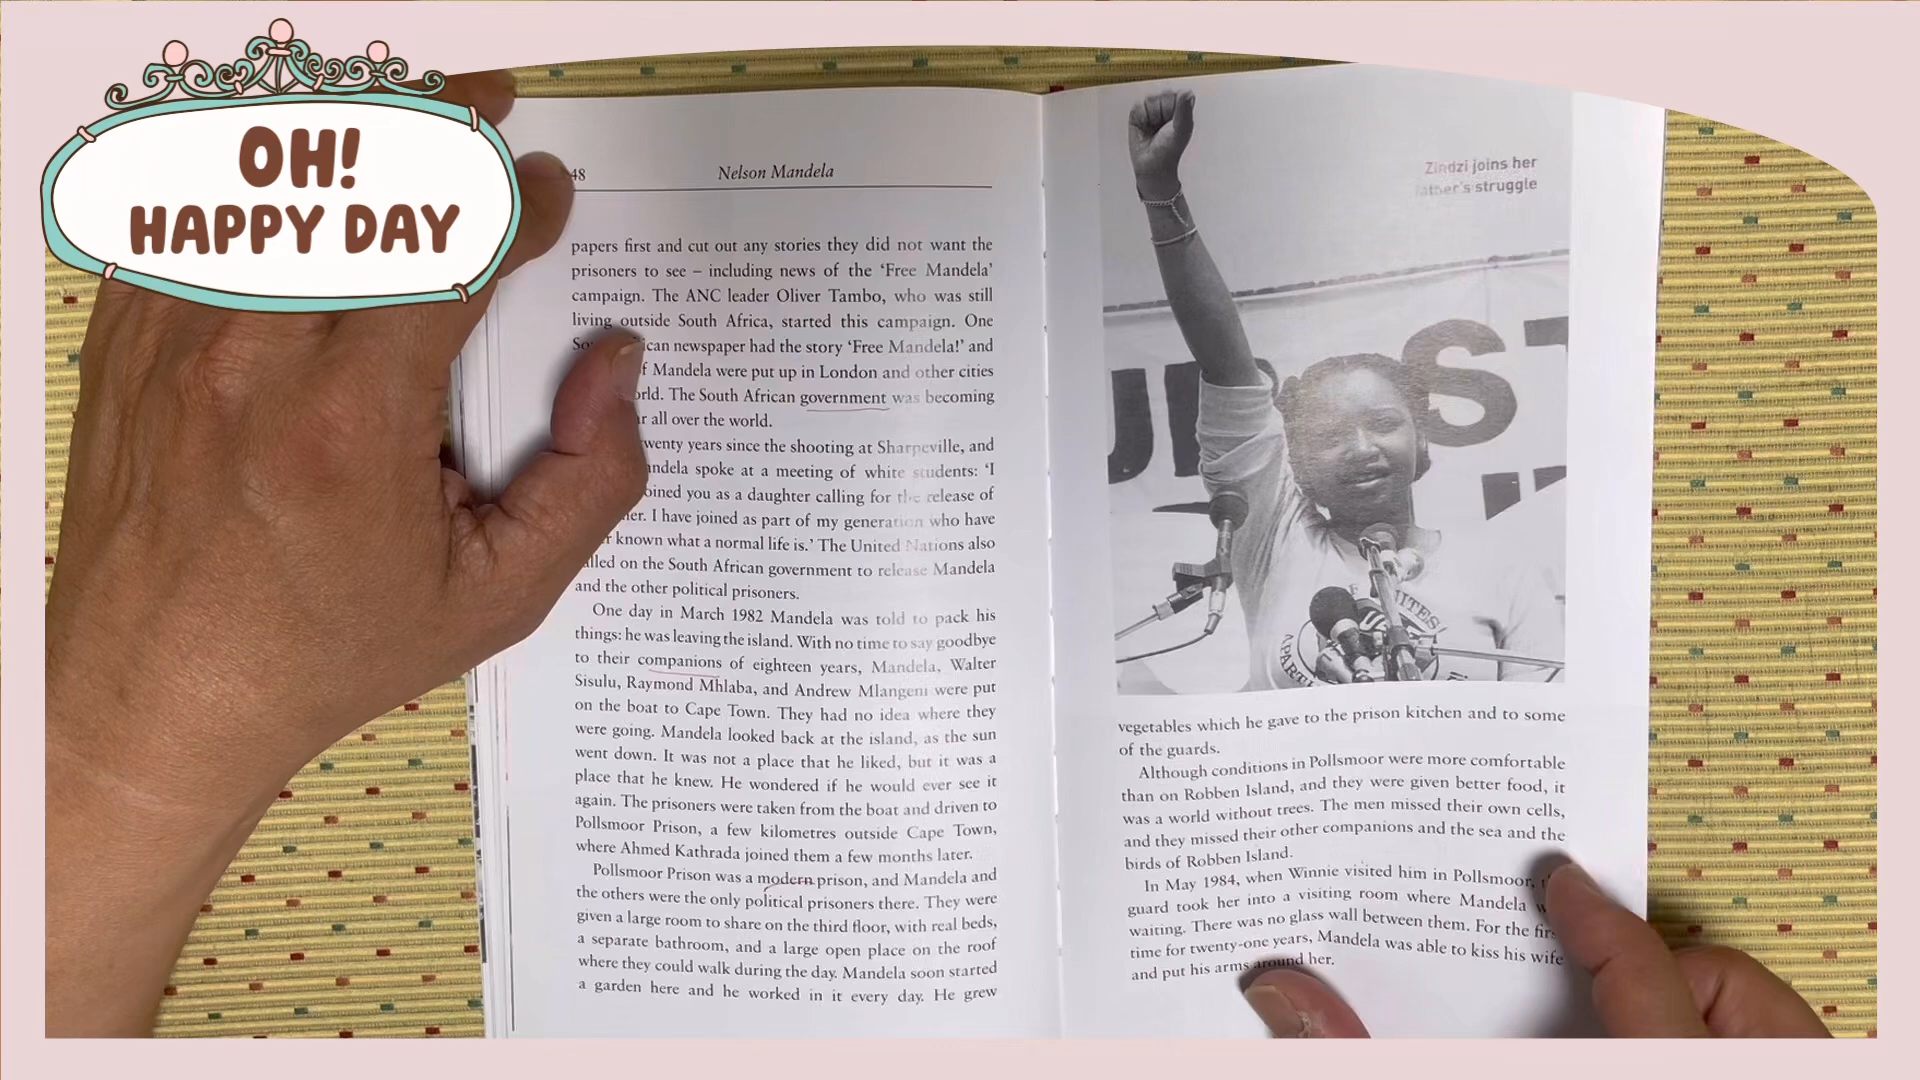 OH!
HAPPY DAY
48
Nelson Mandela
papers first and cut out any stories they did not want the
prisoners to see – including news of the ‘Free Mandela’
campaign. The ANC leader Oliver Tambo, who was still
living outside South Africa, started this campaign. One
newspaper had the story ‘Free Mandela!’ and
of Mandela were put up in London and other cities
The South African government was becoming
all over the world.
twenty years since the shooting at Sharpeville, and
Mandela spoke at a meeting of white students: ‘I
joined you as a daughter calling for the release of
I have joined as part of my generation who have
known what a normal life is.’ The United Nations also
called on the South African government to release Mandela
and the other political prisoners.
One day in March 1982 Mandela was told to pack his
things: he was leaving the island. With no time to say goodbye
to their companions of eighteen years, Mandela, Walter
Sisulu, Raymond Mhlaba, and Andrew Mlangeni were put
on the boat to Cape Town. They had no idea where they
were going. Mandela looked back at the island, as the sun
went down. It was not a place that he liked, but it was a
place that he knew. He wondered if he would ever see it
again. The prisoners were taken from the boat and driven to
Pollsmoor Prison, a few kilometres outside Cape Town,
where Ahmed Kathrada joined them a few months later.
Pollsmoor Prison was a modern prison, and Mandela and
the others were the only political prisoners there. They were
given a large room to share on the third floor, with real beds,
a separate bathroom, and a large open place on the roof
where they could walk during the day. Mandela soon started
a garden here and he worked in it every day. He grew
Zindzi joins her
father's struggle
vegetables which he gave to the prison kitchen and to some
of the guards.
Although conditions in Pollsmoor were more comfortable
than on Robben Island, and they were given better food, it
was a world without trees. The men missed their own cells,
and they missed their other companions and the sea and the
birds of Robben Island.
In May 1984, when Winnie visited him in Pollsmoor,
guard took her into a visiting room where Mandela
waiting. There was no glass wall between them. For the first
time for twenty-one years, Mandela was able to kiss his wife
and put his arms around her.